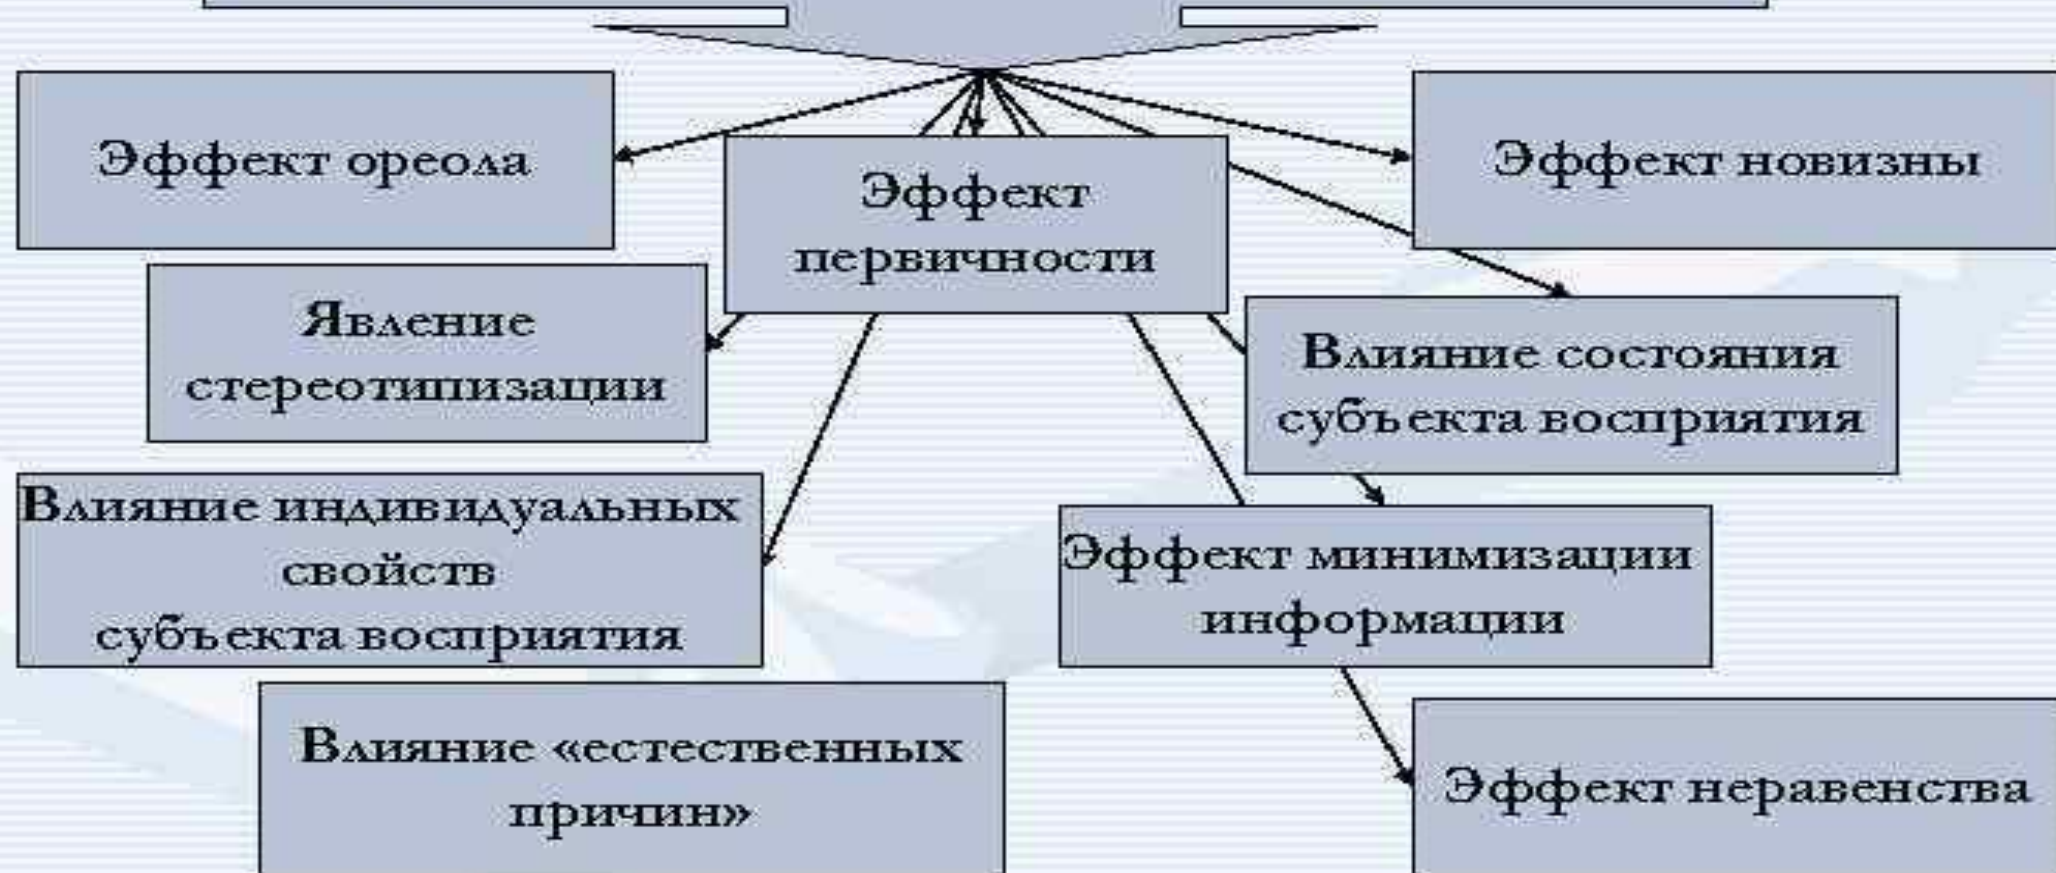 Эффект ореола
Эффект
первичности
Эффект новизны
Явление
стереотипизации
Влияние состояния
субъекта восприятия
Влияние индивидуальных
свойств
субъекта восприятия
Эффект минимизации
информации
Влияние «естественных
причин»
Эффект неравенства